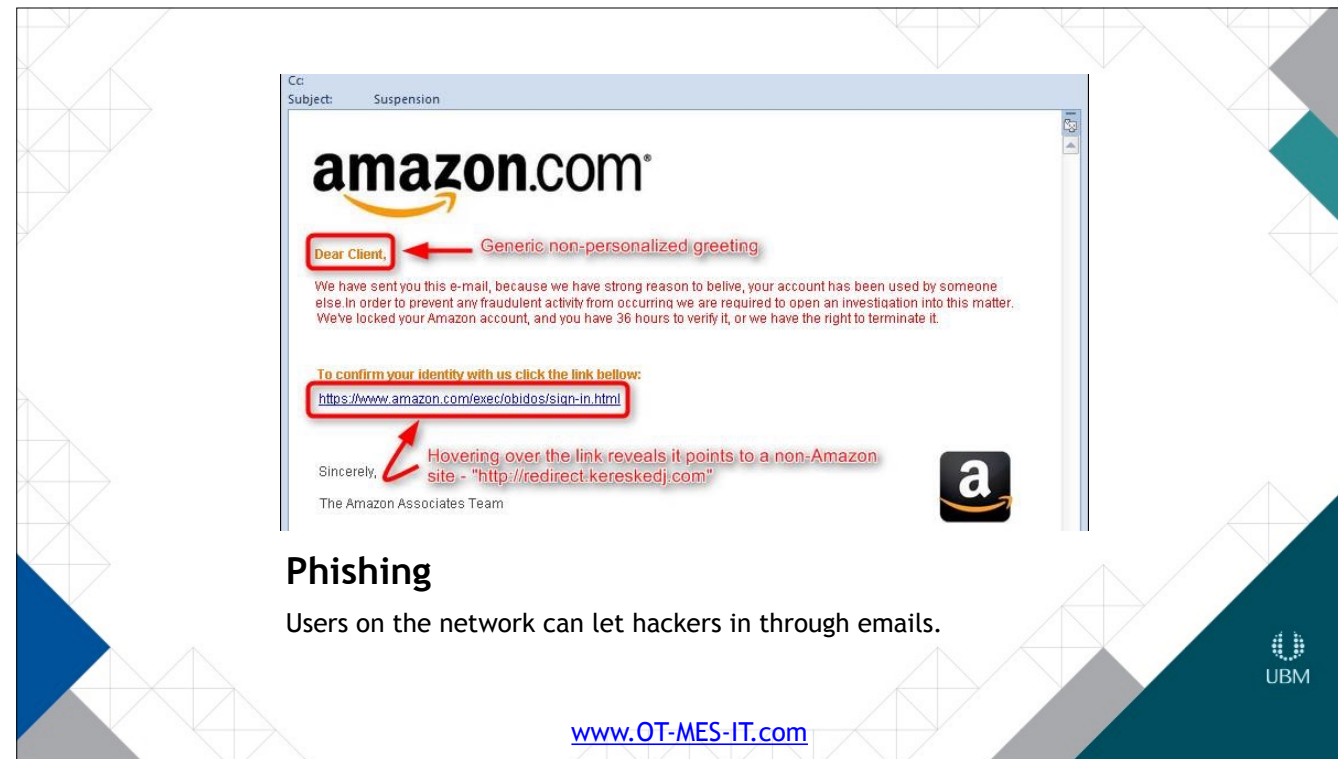 Cc:
Subject: Suspension
amazon.com®
Dear Client,
Generic non-personalized greeting
We have sent you this e-mail, because we have strong reason to belive, your account has been used by someone
else.In order to prevent any fraudulent activity from occurring we are required to open an investigation into this matter.
We've locked your Amazon account, and you have 36 hours to verify it, or we have the right to terminate it.
To confirm your identity with us click the link bellow:
https://www.amazon.com/exec/obidos/sign-in.html
Hovering over the link reveals it points to a non-Amazon
site - "http://redirect.kereskedj.com"
Sincerely,
The Amazon Associates Team
a
Phishing
Users on the network can let hackers in through emails.
UBM
www.OT-MES-IT.com